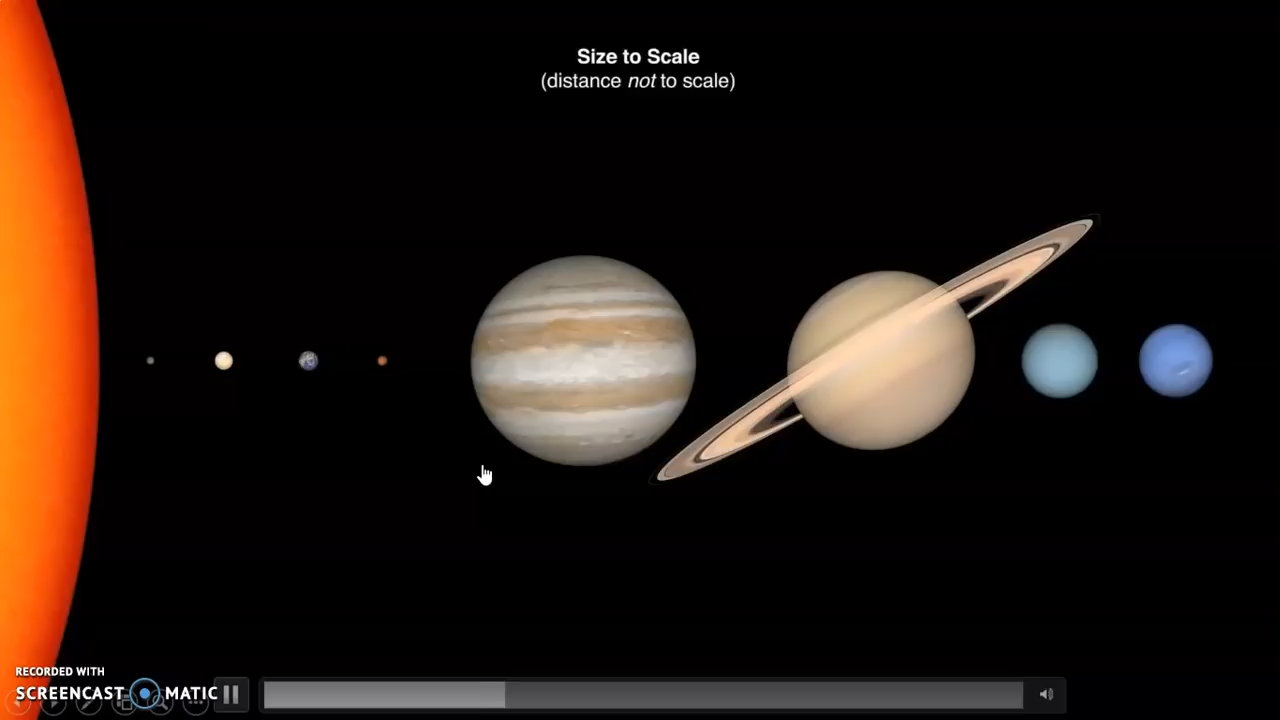 Size to Scale
(distance not to scale)
RECORDED WITH
SCREENCAST MATIC